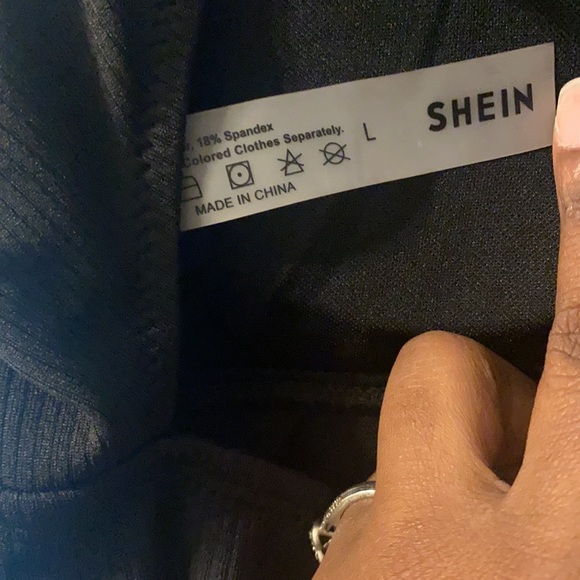 18% Spandex
Colored Clothes Separately.
L
SHEIN
MADE IN CHINA